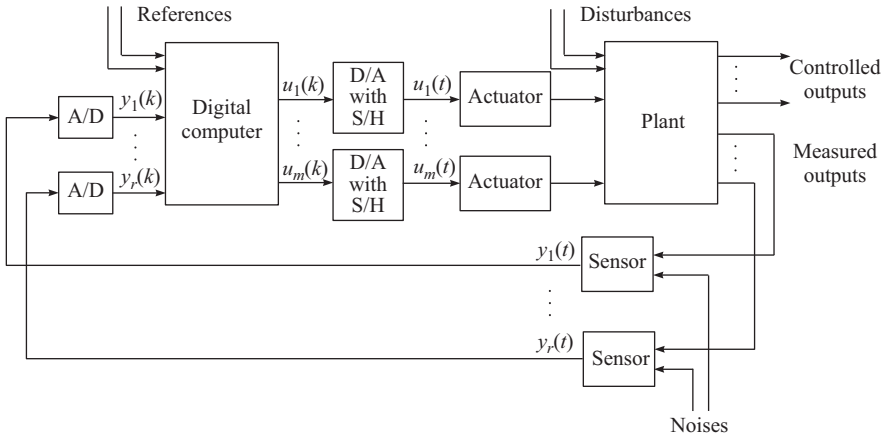 References
Disturbances
A/D
y₁(k)
Digital
computer
u₁(k)
D/A
with
S/H
u₁(t)
Actuator
Plant
Controlled
outputs
A/D
yᵣ(k)
uₘ(k)
D/A
with
S/H
uₘ(t)
Actuator
Measured
outputs
y₁(t)
Sensor
yᵣ(t)
Sensor
Noises